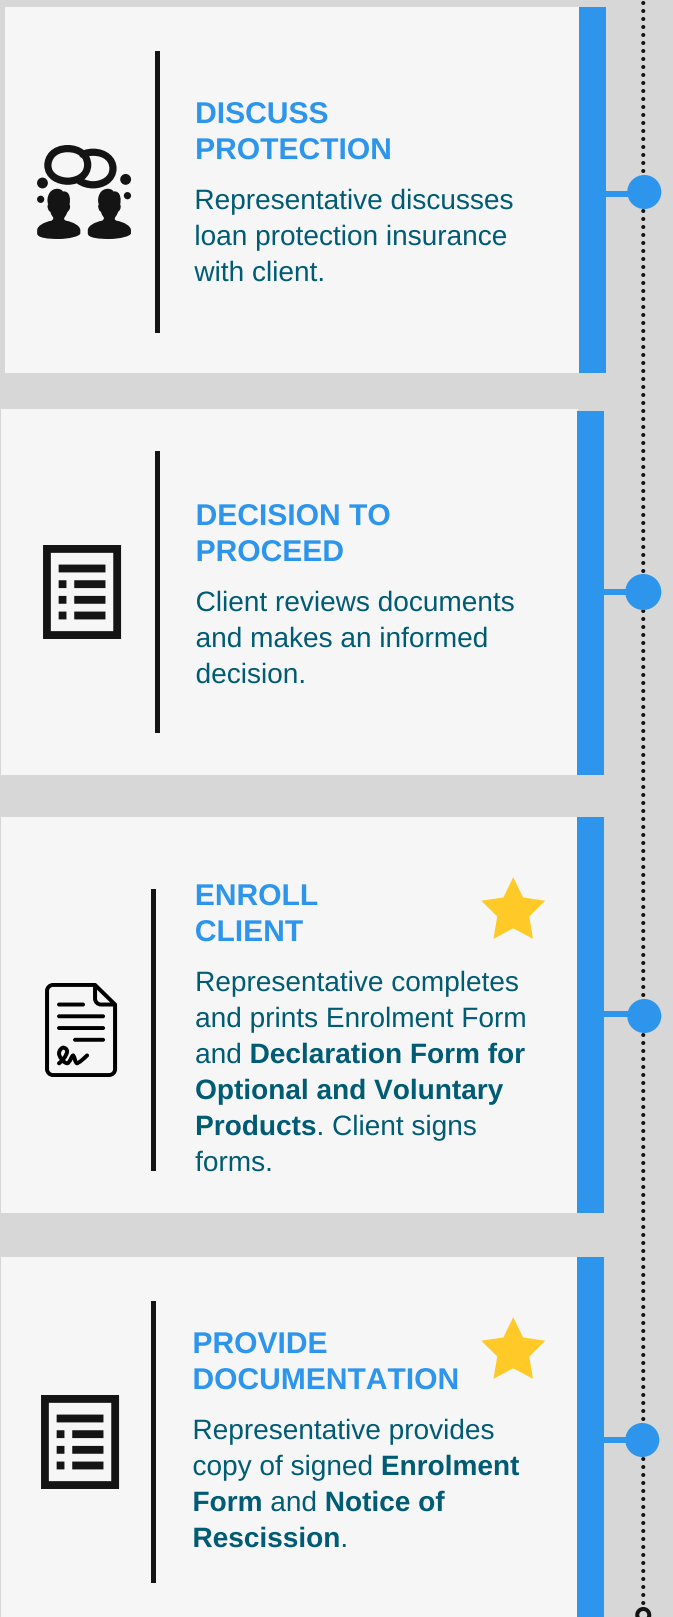 DISCUSS
PROTECTION
Representative discusses
loan protection insurance
with client.
DECISION TO
PROCEED
Client reviews documents
and makes an informed
decision.
ENROLL
CLIENT
Representative completes
and prints Enrolment Form
and Declaration Form for
Optional and Voluntary
Products. Client signs
forms.
PROVIDE
DOCUMENTATION
Representative provides
copy of signed Enrolment
Form and Notice of
Rescission.